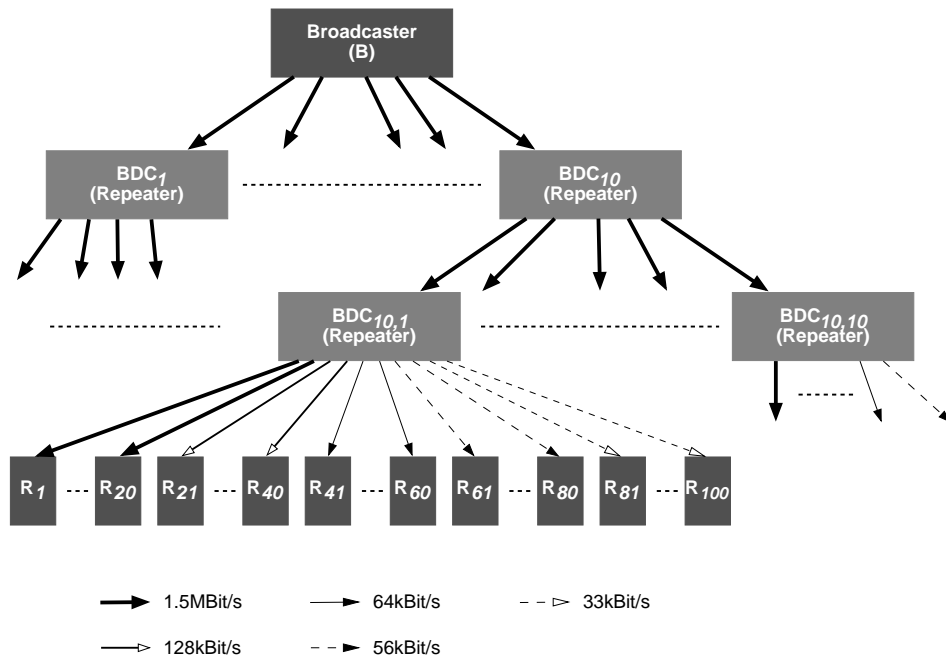 Broadcaster
(B)
BDC1
(Repeater)
BDC10
(Repeater)
BDC10,1
(Repeater)
BDC10,10
(Repeater)
R1 R20 R21 R40 R41 R60 R61 R80 R81 R100
1.5MBit/s 64kBit/s 33kBit/s
128kBit/s 56kBit/s